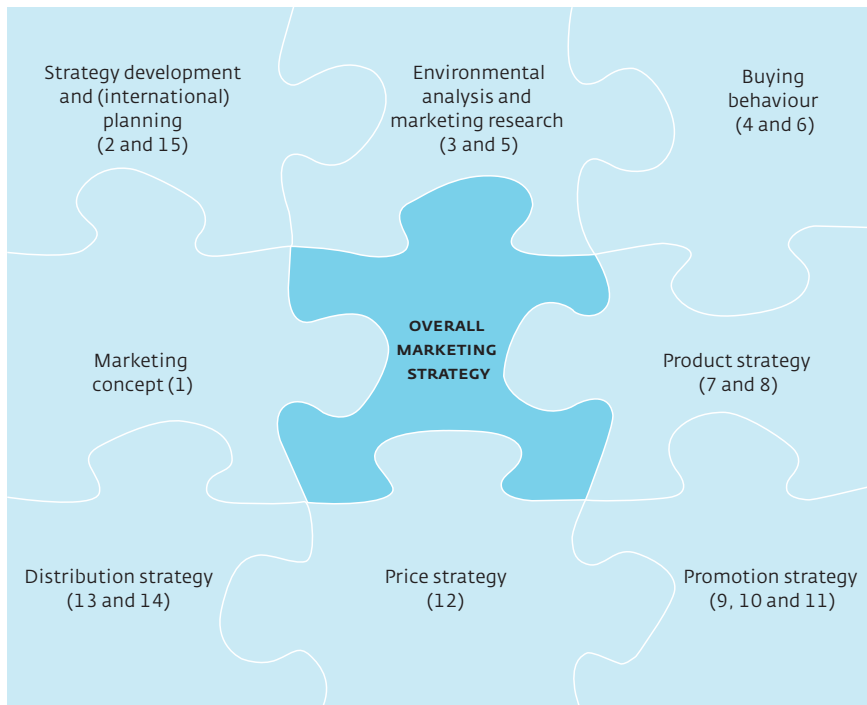 Strategy development
and (international)
planning
(2 and 15)
Environmental
analysis and
marketing research
(3 and 5)
Buying
behaviour
(4 and 6)
Marketing
concept (1)
OVERALL
MARKETING
STRATEGY
Product strategy
(7 and 8)
Distribution strategy
(13 and 14)
Price strategy
(12)
Promotion strategy
(9, 10 and 11)